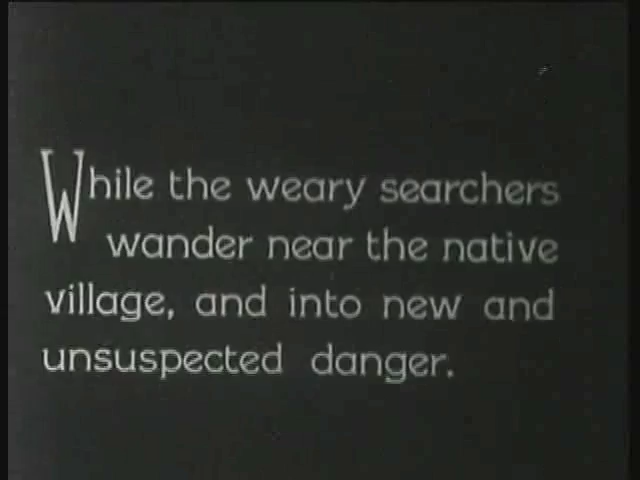 While the weary searchers
wander near the native
village, and into new and
unsuspected danger.